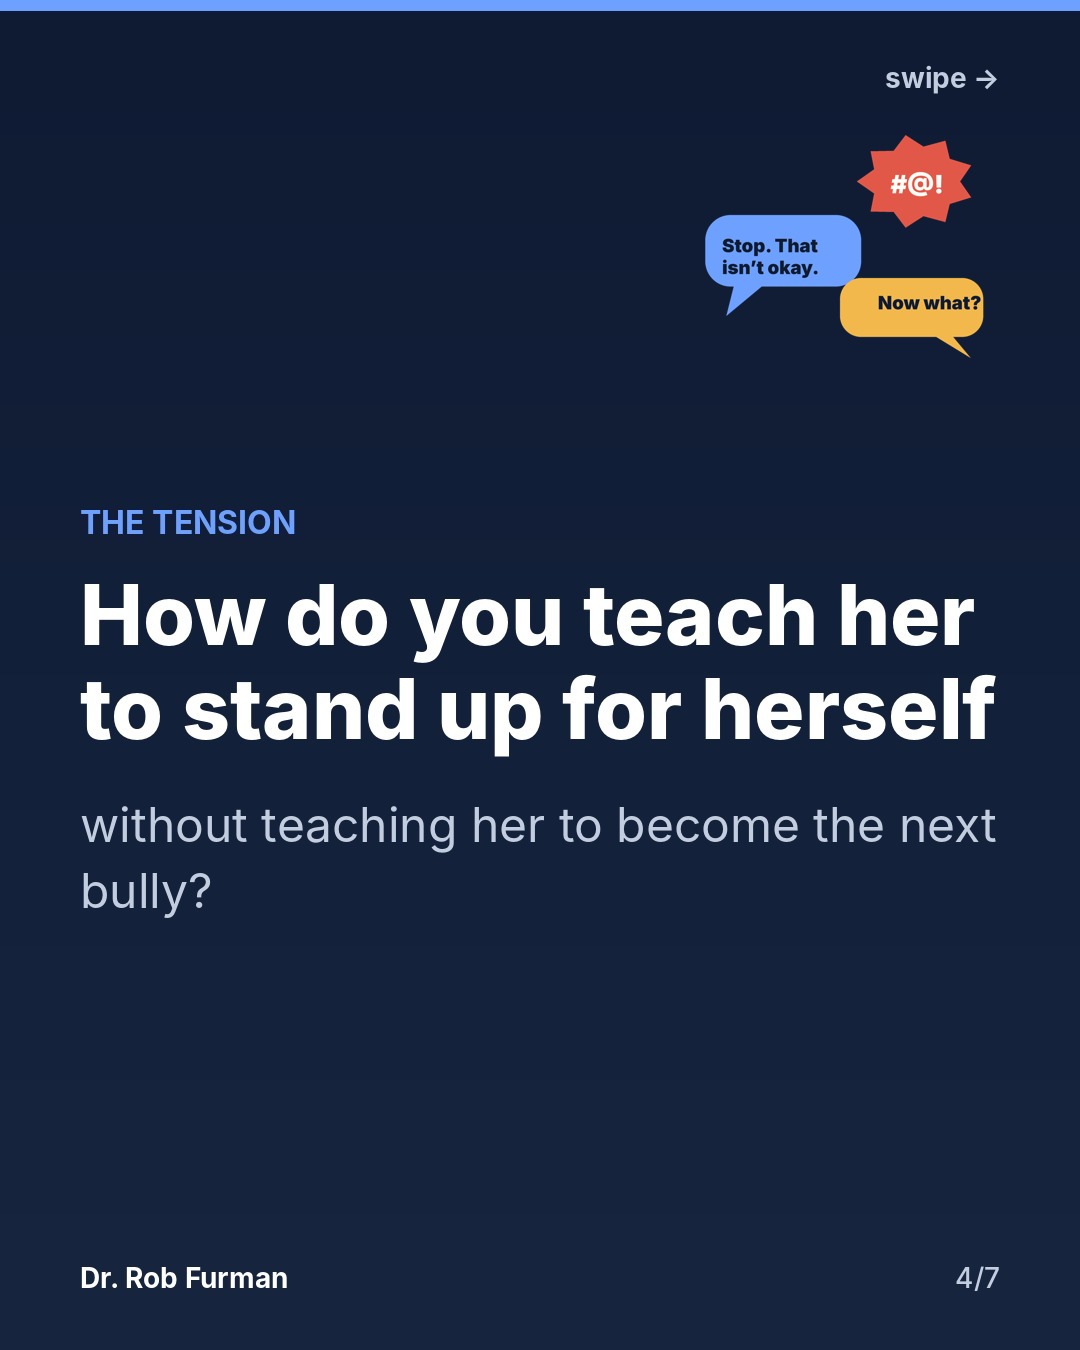 swipe →
#@!
Stop. That
isn’t okay.
Now what?
THE TENSION
How do you teach her
to stand up for herself
without teaching her to become the next
bully?
Dr. Rob Furman
4/7